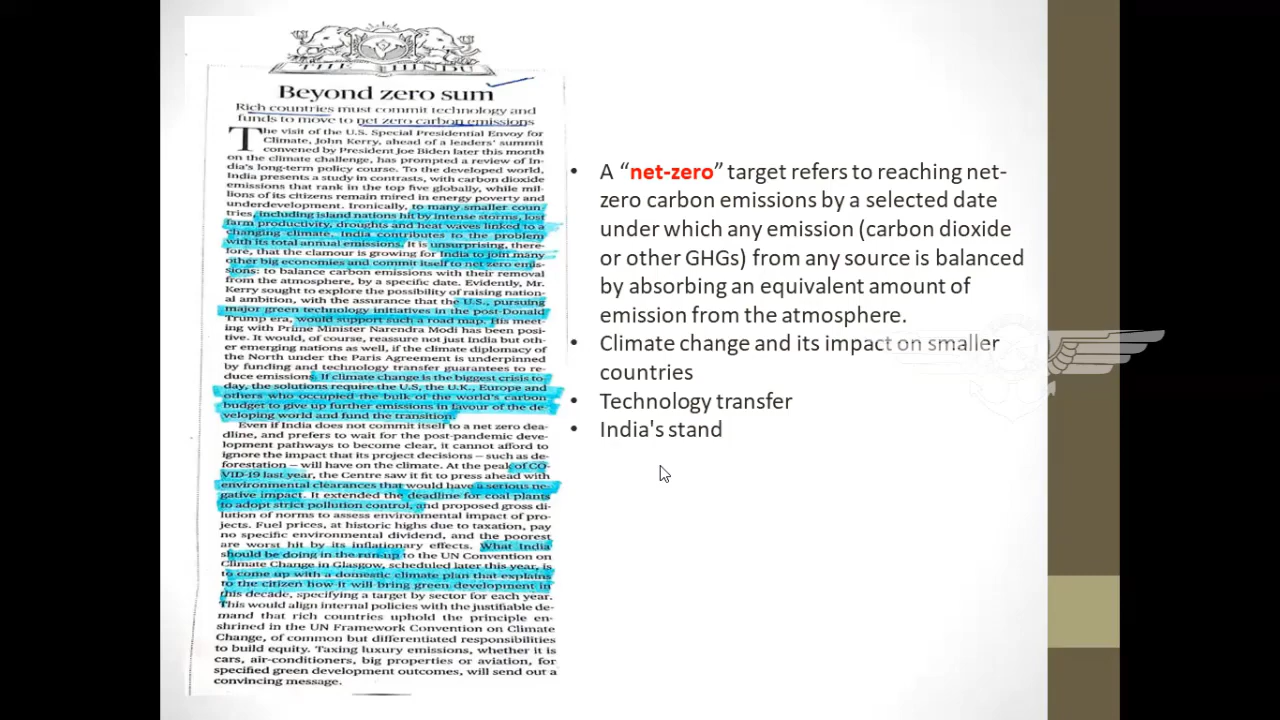 THE HINDU
Beyond zero sum
Rich countries must commit technology and
funds to move to net zero carbon emissions
The visit of the U.S. Special Presidential Envoy for
Climate, John Kerry, ahead of a leaders' summit
convened by President Joe Biden later this month
on the climate challenge, has prompted a review of In-
dia's long-term policy course. To the developed world,
India presents a study in contrasts, with carbon dioxide
emissions that rank in the top five globally, while mil-
lions of its citizens remain mired in energy poverty and
underdevelopment. Ironically, to many smaller coun-
tries, including island nations hit by intense storms, lost
farm productivity, droughts and heat waves linked to a
changing climate, India contributes to the problem
with its total annual emissions. It is unsurprising, there-
fore, that the clamour is growing for India to join many
other big economies and commit itself to net zero emis-
sions: to balance carbon emissions with their removal
from the atmosphere, by a specific date. Evidently, Mr.
Kerry sought to explore the possibility of raising nation-
al ambition, with the assurance that the U.S., pursuing
major green technology initiatives in the post-Donald
Trump era, would support such a road map. His meet-
ing with Prime Minister Narendra Modi has been posi-
tive. It would, of course, reassure not just India but oth-
er emerging nations as well, if the climate diplomacy of
the North under the Paris Agreement is underpinned
by funding and technology transfer guarantees to re-
duce emissions. If climate change is the biggest crisis to-
day, the solutions require the U.S, the U.K., Europe and
others who occupied the bulk of the world's carbon
budget to give up further emissions in favour of the de-
veloping world and fund the transition.
Even if India does not commit itself to a net zero dea-
dline, and prefers to wait for the post-pandemic deve-
lopment pathways to become clear, it cannot afford to
ignore the impact that its project decisions — such as de-
forestation — will have on the climate. At the peak of CO-
VID-19 last year, the Centre saw it fit to press ahead with
environmental clearances that would have a serious ne-
gative impact. It extended the deadline for coal plants
to adopt strict pollution control, and proposed gross di-
lution of norms to assess environmental impact of pro-
jects. Fuel prices, at historic highs due to taxation, pay
no specific environmental dividend, and the poorest
are worst hit by its inflationary effects. What India
should be doing in the run-up to the UN Convention on
Climate Change in Glasgow, scheduled later this year, is
to come up with a domestic climate plan that explains
to the citizen how it will bring green development in
this decade, specifying a target by sector for each year.
This would align internal policies with the justifiable de-
mand that rich countries uphold the principle en-
shrined in the UN Framework Convention on Climate
Change, of common but differentiated responsibilities
to build equity. Taxing luxury emissions, whether it is
cars, air-conditioners, big properties or aviation, for
specified green development outcomes, will send out a
convincing message.
• A “net-zero” target refers to reaching net-
zero carbon emissions by a selected date
under which any emission (carbon dioxide
or other GHGs) from any source is balanced
by absorbing an equivalent amount of
emission from the atmosphere.
• Climate change and its impact on smaller
countries
• Technology transfer
• India's stand